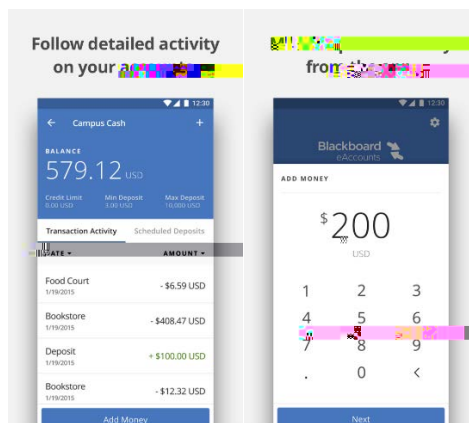 Follow detailed activity
on your
12:30
Campus Cash
BALANCE
579.12 USD
Credit Limit Min Deposit Max Deposit
0.00 USD 3.00 USD 10,000 USD
Transaction Activity Scheduled Deposits
AMOUNT
Food Court
1/19/2015
- $6.59 USD
Bookstore
1/19/2015
- $408.47 USD
Deposit
1/19/2015
+ $100.00 USD
Bookstore
1/19/2015
- $12.32 USD
Add Money
from
12:30
Blackboard
eAccounts
ADD MONEY
$200
USD
1 2 3
4 5 6
7 8 9
. 0 <
Next